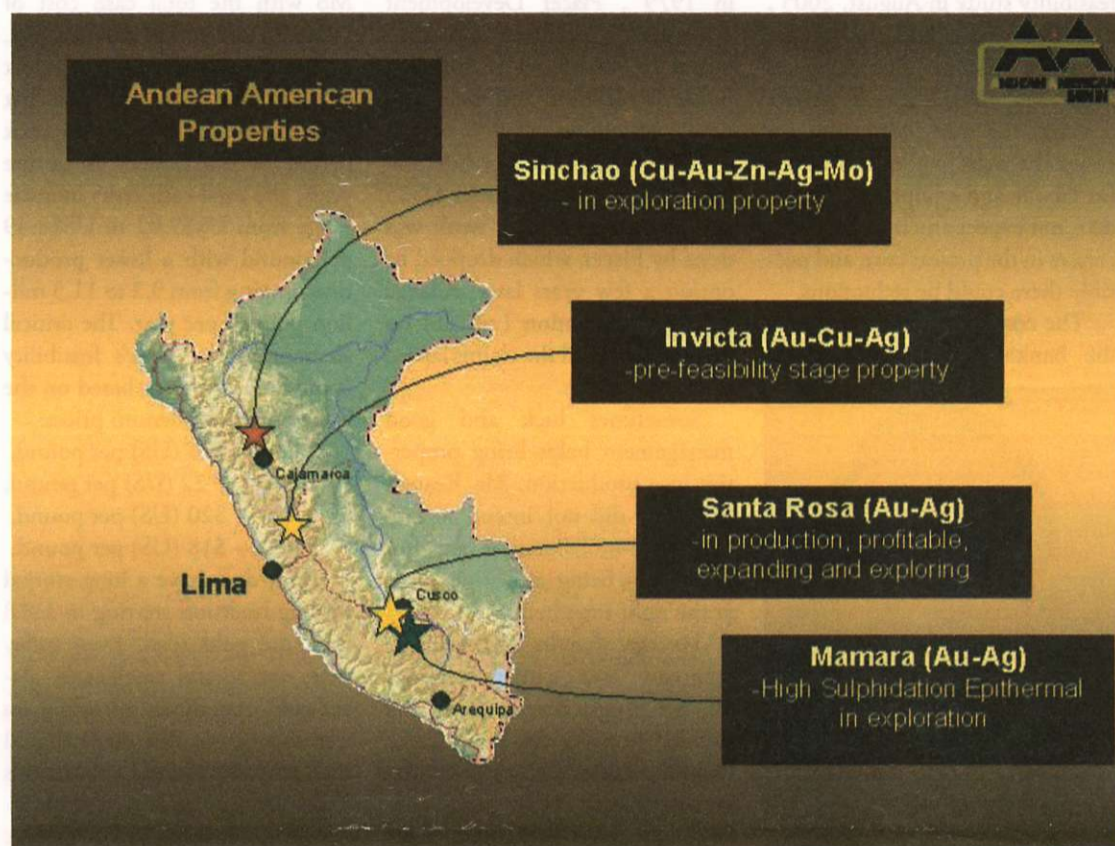 Andean American
Properties
Sinchao (Cu-Au-Zn-Ag-Mo)
- in exploration property
Invicta (Au-Cu-Ag)
-pre-feasibility stage property
Santa Rosa (Au-Ag)
-in production, profitable,
expanding and exploring
Mamara (Au-Ag)
-High Sulphidation Epithermal
in exploration
Cajamarca
Lima
Cusco
Arequipa